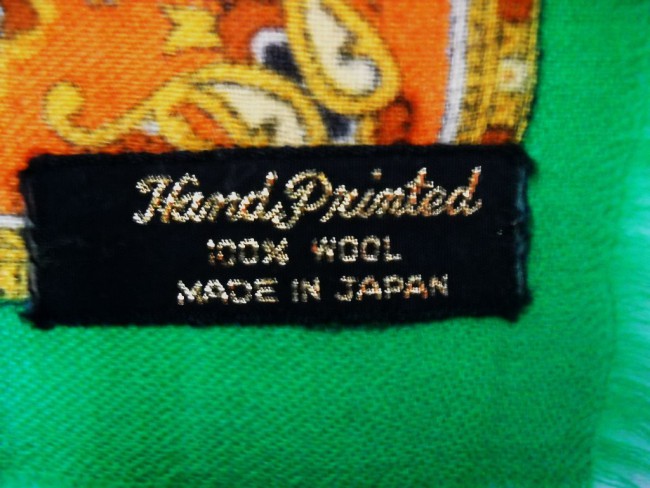 Hand Printed
100% WOOL
MADE IN JAPAN